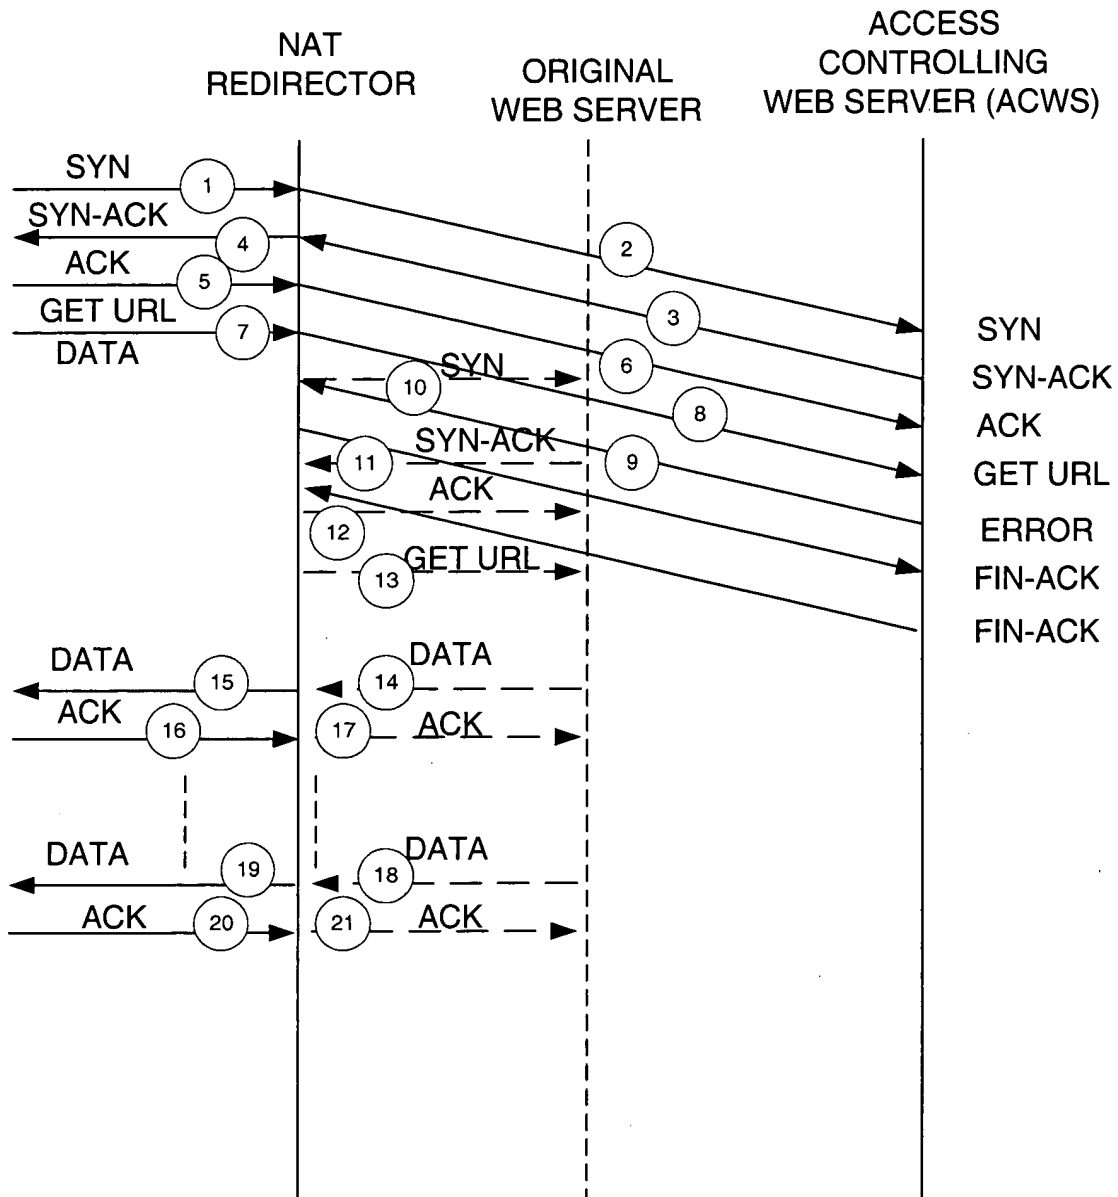 NAT
REDIRECTOR
ORIGINAL
WEB SERVER
ACCESS
CONTROLLING
WEB SERVER (ACWS)
SYN
1
SYN-ACK
4
2
ACK
5
GET URL
7
3
SYN
DATA
SYN
10
6
SYN-ACK
8
ACK
SYN-ACK
11
9
GET URL
ACK
12
ERROR
GET URL
13
FIN-ACK
FIN-ACK
DATA
15
DATA
14
ACK
16
17
ACK
DATA
19
DATA
18
ACK
20
21
ACK